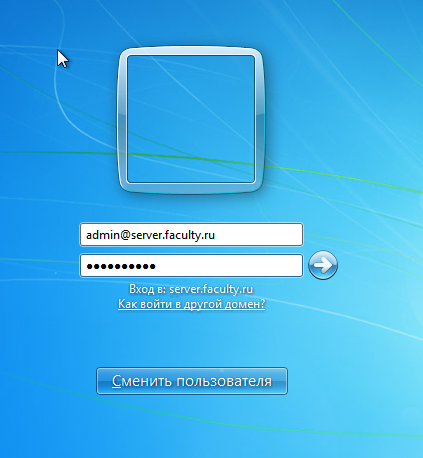 admin@server.faculty.ru
●●●●●●●●●●
Вход в: server.faculty.ru
Как войти в другой домен?
Сменить пользователя